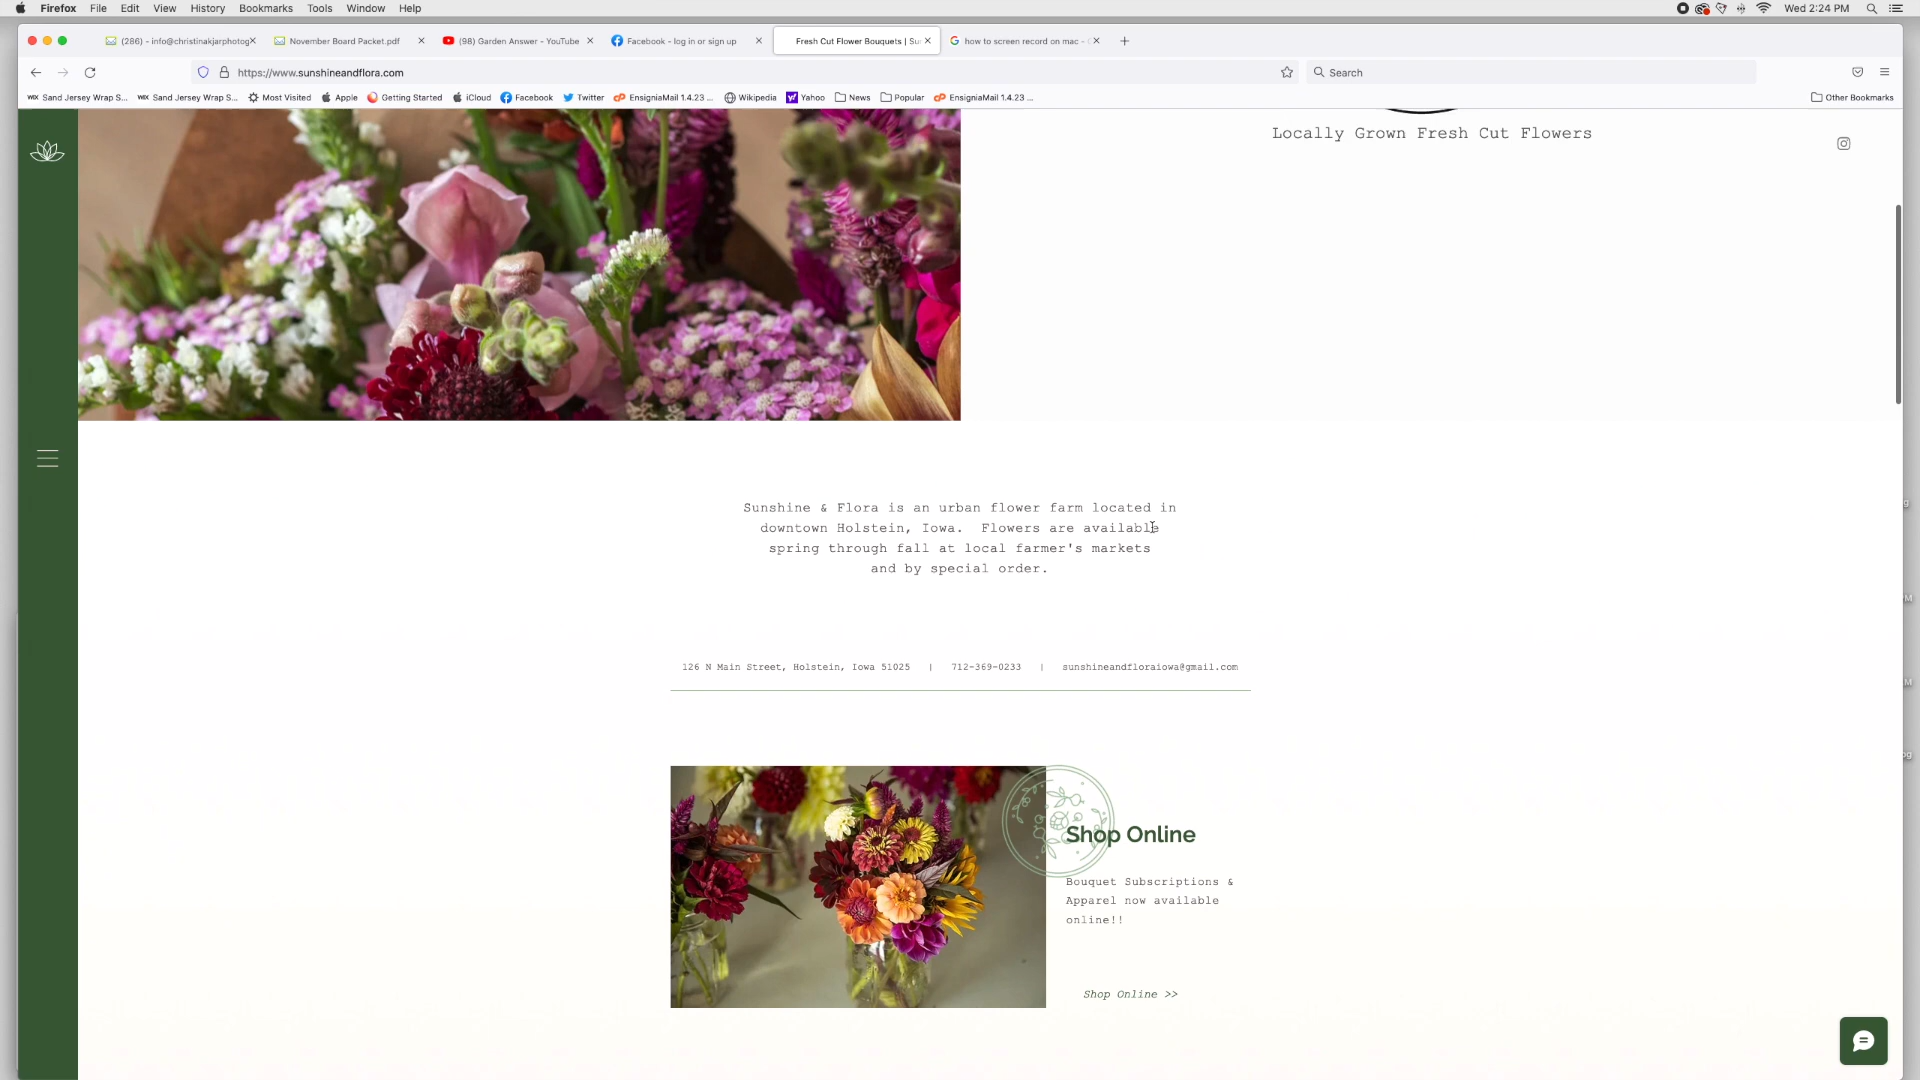 Firefox File Edit View History Bookmarks Tools Window Help Wed 2:24 PM
(286) - info@christinakjarphotog November Board Packet.pdf (98) Garden Answer - YouTube Facebook - log in or sign up Fresh Cut Flower Bouquets | Su how to screen record on mac -
https://www.sunshineandflora.com Search
Sand Jersey Wrap S... Sand Jersey Wrap S... Most Visited Apple Getting Started iCloud Facebook Twitter EnsigniaMail 1.4.23 ... Wikipedia Yahoo News Popular EnsigniaMail 1.4.23 ... Other Bookmarks
Locally Grown Fresh Cut Flowers
Sunshine & Flora is an urban flower farm located in
downtown Holstein, Iowa. Flowers are available
spring through fall at local farmer's markets
and by special order.
126 N Main Street, Holstein, Iowa 51025 | 712-369-0233 | sunshineandfloraiowa@gmail.com
Shop Online
Bouquet Subscriptions &
Apparel now available
online!!
Shop Online >>